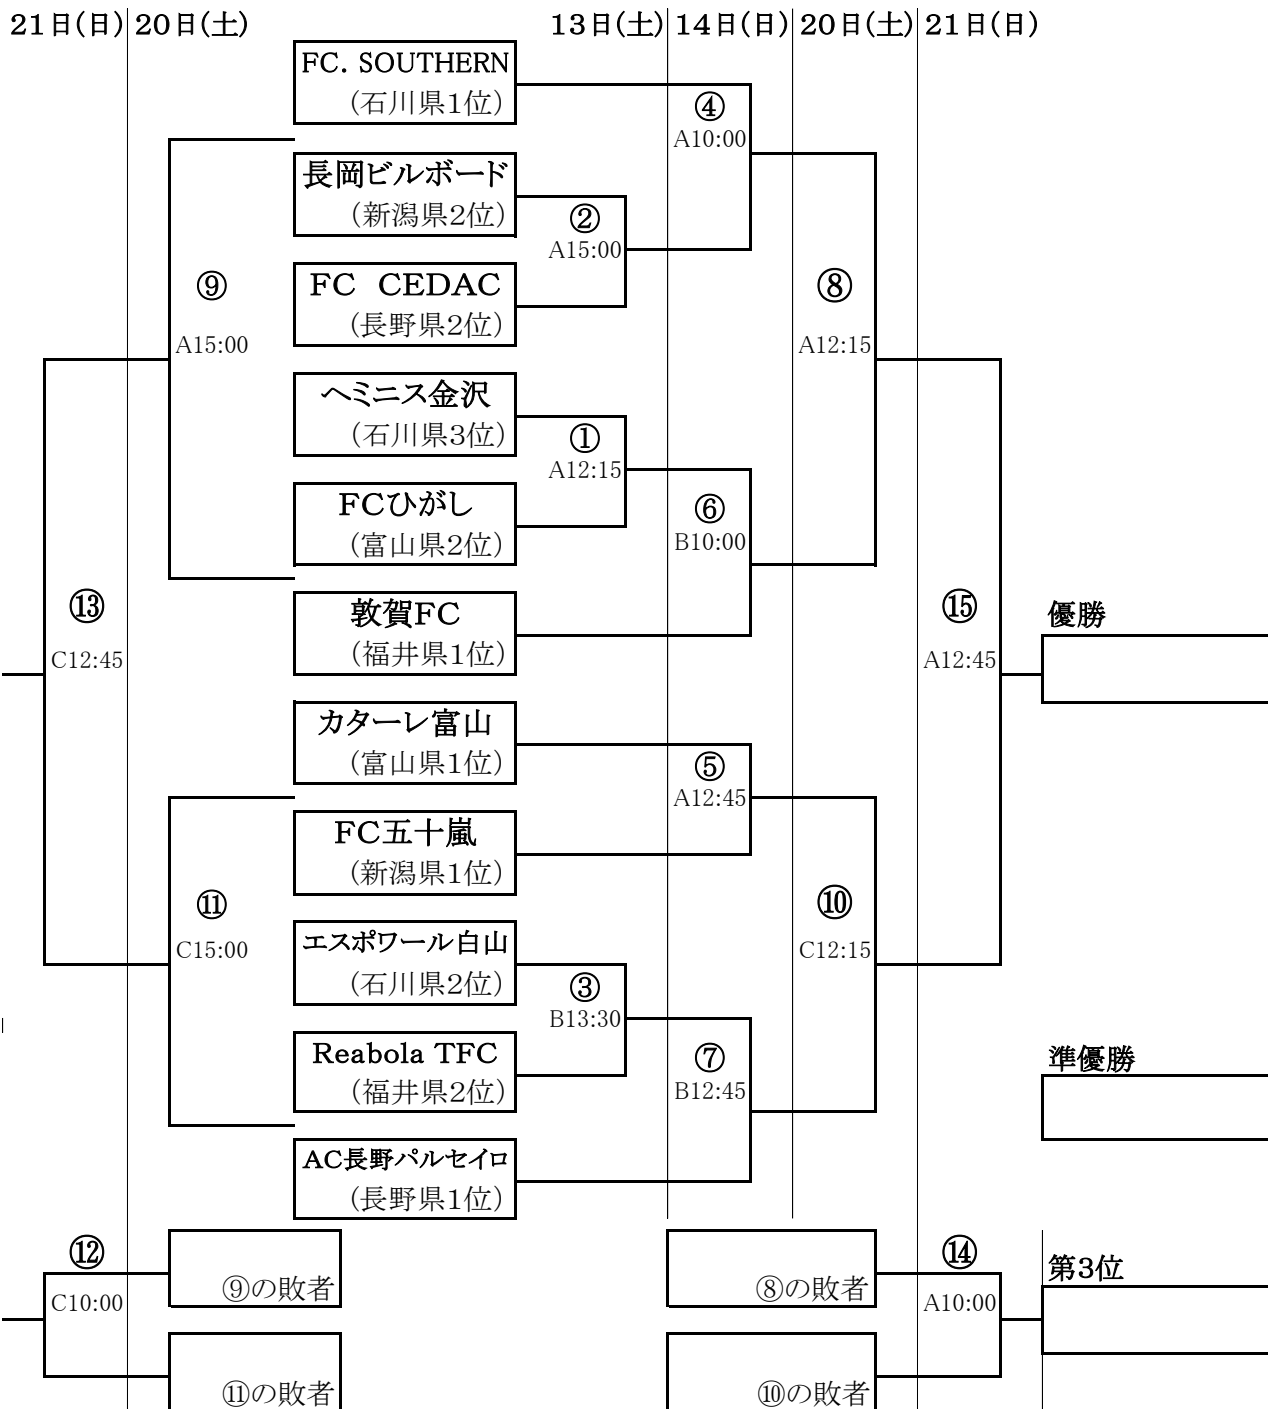 21日(日) 20日(土) 13日(土) 14日(日) 20日(土) 21日(日)
FC. SOUTHERN
(石川県1位)
④
A10:00
長岡ビルボード
(新潟県2位)
②
A15:00
FC CEDAC
(長野県2位)
⑨
A15:00
⑧
A12:15
ヘミニス金沢
(石川県3位)
①
A12:15
FCひがし
(富山県2位)
⑥
B10:00
敦賀FC
(福井県1位)
⑬
C12:45
⑮
A12:45
優勝
カターレ富山
(富山県1位)
⑤
A12:45
FC五十嵐
(新潟県1位)
⑪
C15:00
⑩
C12:15
エスポワール白山
(石川県2位)
③
B13:30
Reabola TFC
(福井県2位)
⑦
B12:45
準優勝
AC長野パルセイロ
(長野県1位)
⑫
C10:00
⑨の敗者
⑪の敗者
⑧の敗者
⑩の敗者
⑭
A10:00
第3位